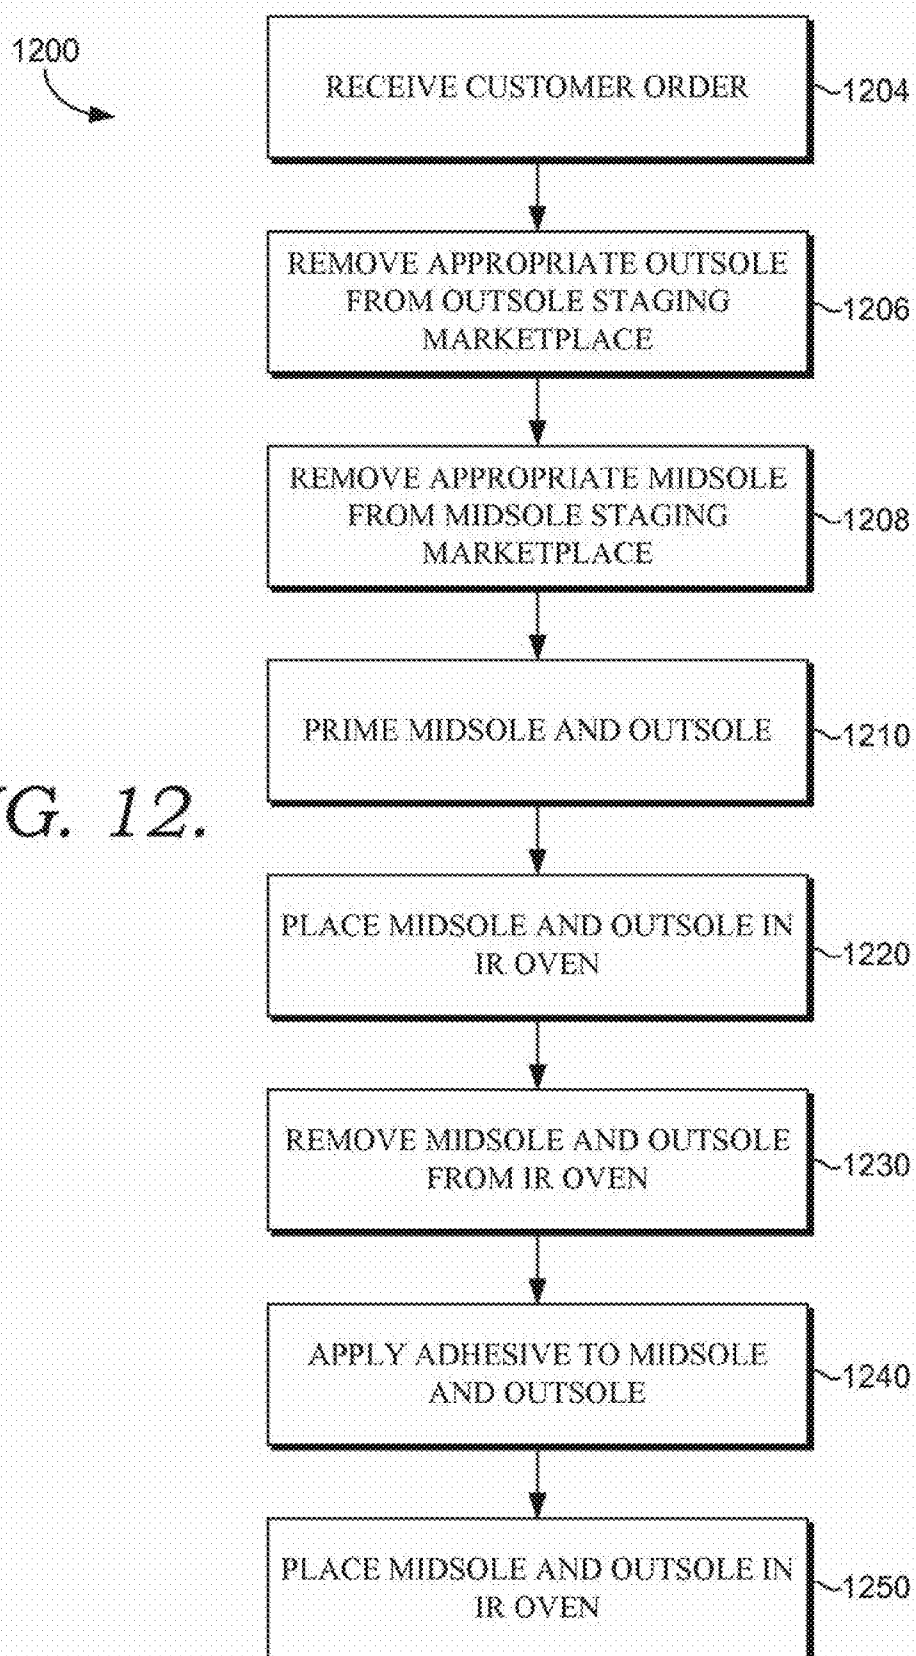 1200
RECEIVE CUSTOMER ORDER
1204
REMOVE APPROPRIATE OUTSOLE
FROM OUTSOLE STAGING
MARKETPLACE
1206
REMOVE APPROPRIATE MIDSOLE
FROM MIDSOLE STAGING
MARKETPLACE
1208
PRIME MIDSOLE AND OUTSOLE
1210
G. 12.
PLACE MIDSOLE AND OUTSOLE IN
IR OVEN
1220
REMOVE MIDSOLE AND OUTSOLE
FROM IR OVEN
1230
APPLY ADHESIVE TO MIDSOLE
AND OUTSOLE
1240
PLACE MIDSOLE AND OUTSOLE IN
IR OVEN
1250